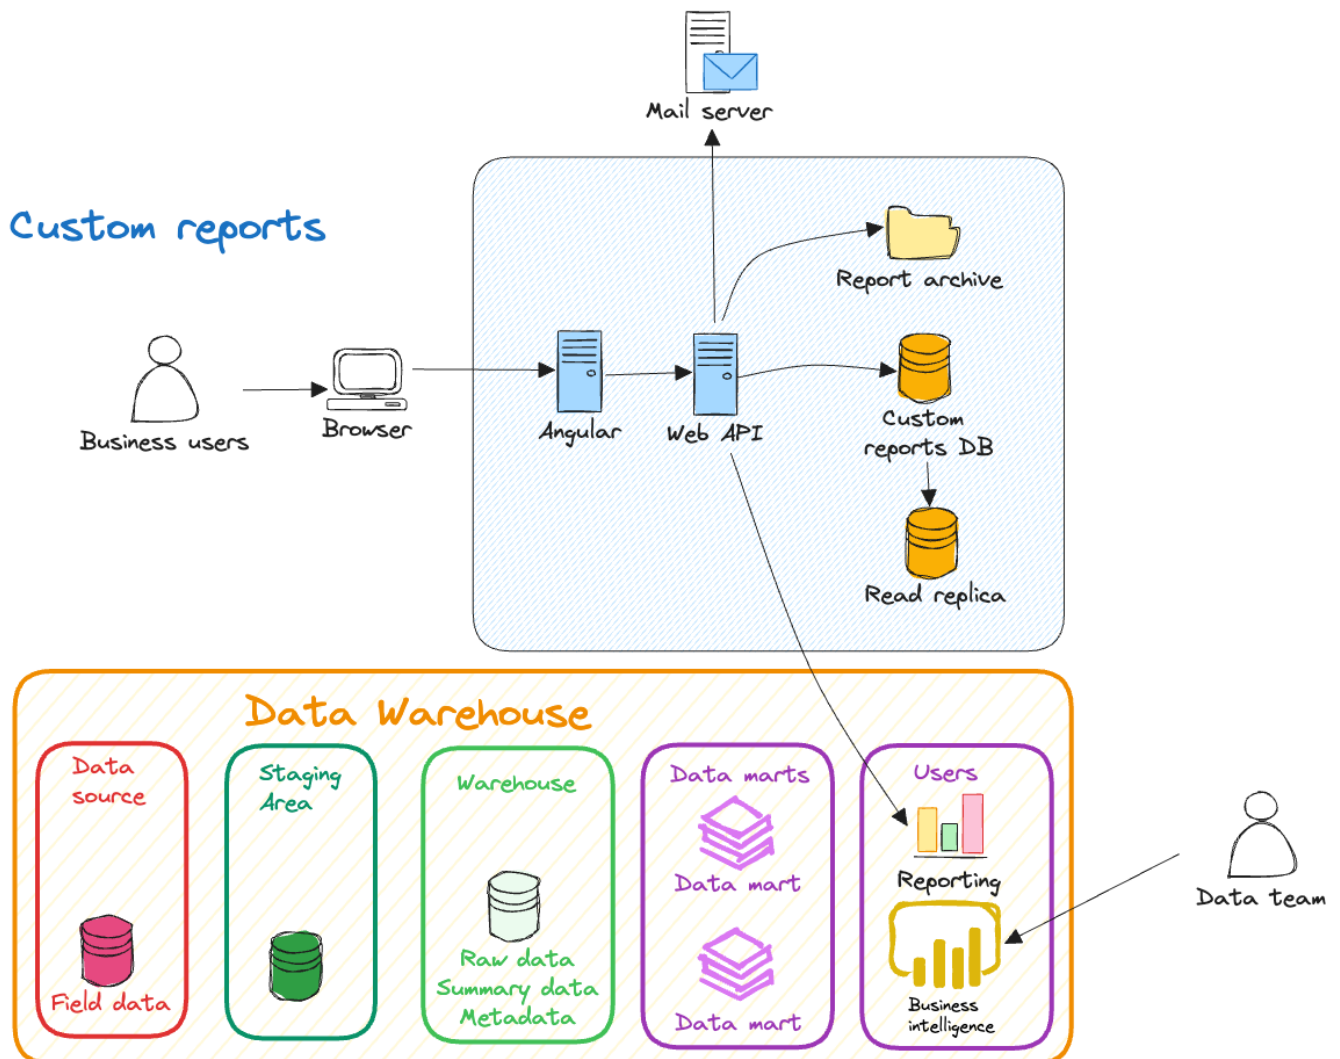 Mail server
Custom reports
Report archive
Business users
Browser
Angular
Web API
Custom
reports DB
Read replica
Data Warehouse
Data
source
Field data
Staging
Area
Warehouse
Raw data
Summary data
Metadata
Data marts
Data mart
Data mart
Users
Reporting
Business
intelligence
Data team